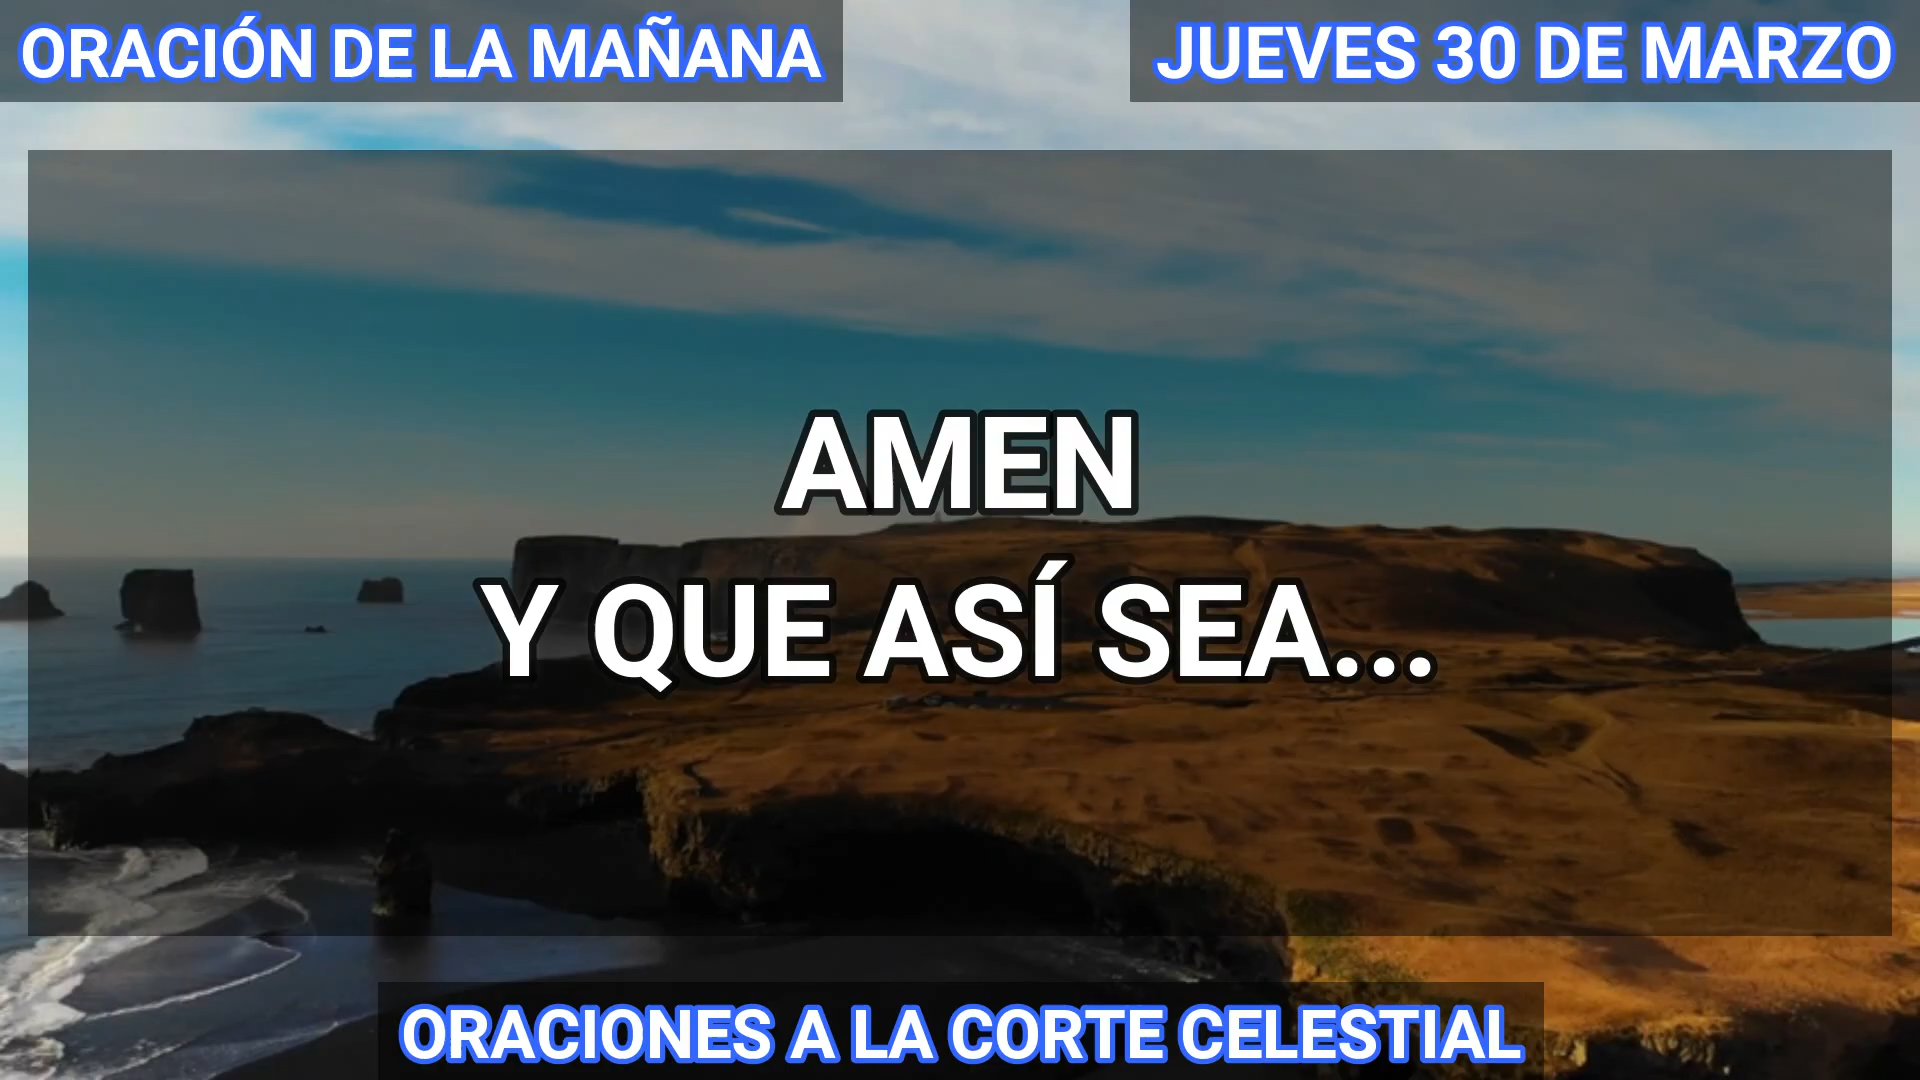 ORACIÓN DE LA MAÑANA
JUEVES 30 DE MARZO
AMEN
Y QUE ASÍ SEA...
ORACIONES A LA CORTE CELESTIAL